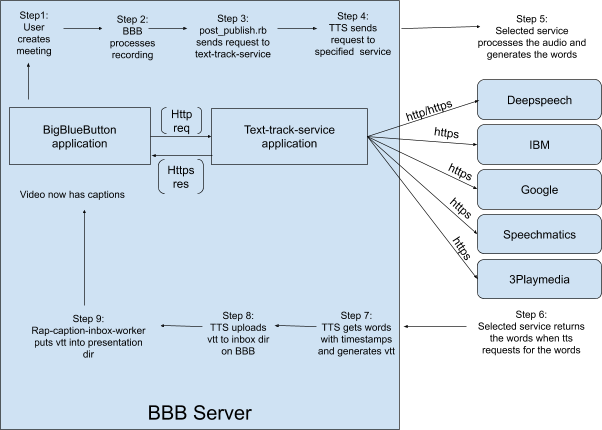 Step1:
User
creates
meeting
Step 2:
BBB
processes
recording
Step 3:
post_publish.rb
sends request to
text-track-service
Step 4:
TTS sends
request to
specified service
Step 5:
Selected service
processes the audio and
generates the words
BigBlueButton
application
Http
req
Https
res
Text-track-service
application
http/https
https
https
https
https
Deepspeech
IBM
Google
Speechmatics
3Playmedia
Video now has captions
Step 9:
Rap-caption-inbox-worker
puts vtt into presentation
dir
Step 8:
TTS uploads
vtt to inbox dir
on BBB
Step 7:
TTS gets words
with timestamps
and generates vtt
Step 6:
Selected service returns
the words when tts
requests for the words
BBB Server